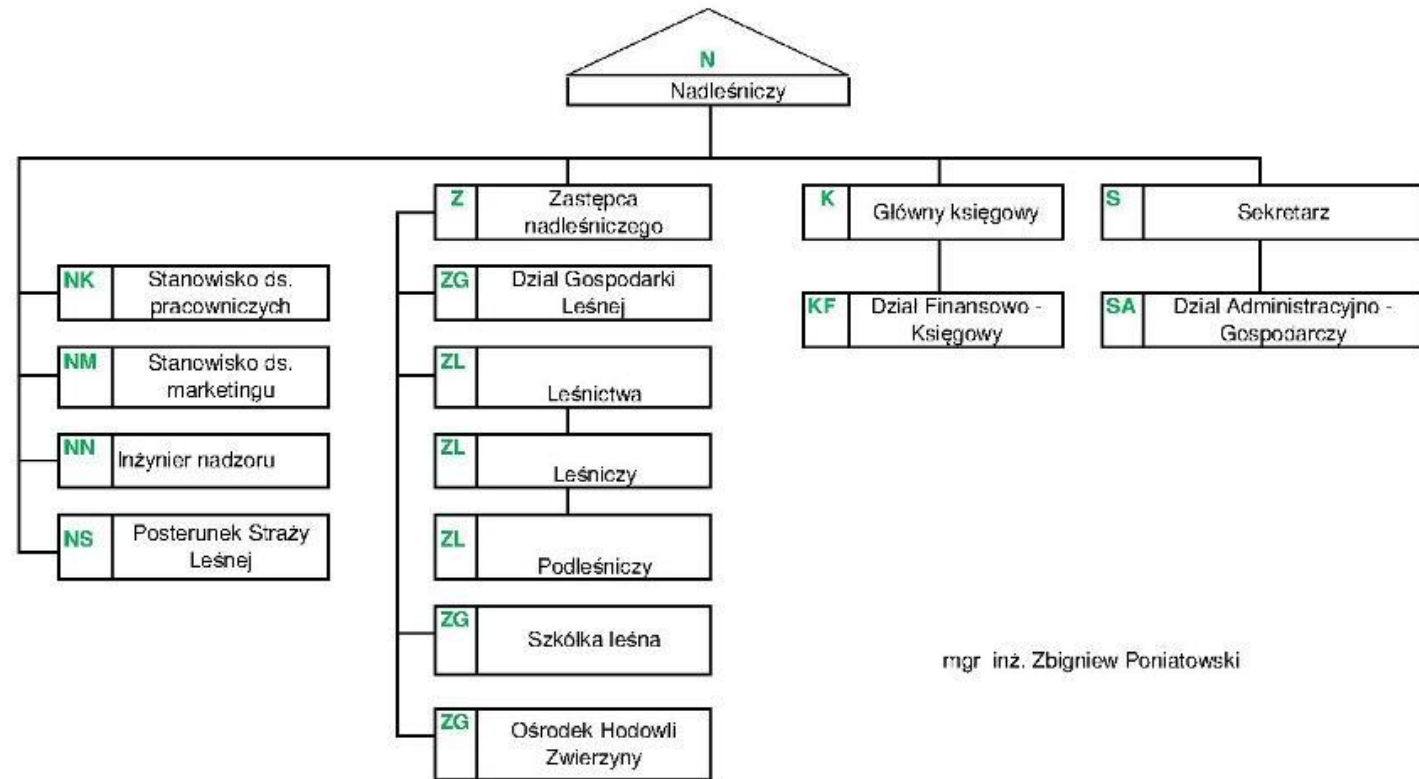 N
Nadleśniczy
Z
Zastępca
nadleśniczego
K
Główny księgowy
S
Sekretarz
NK
Stanowisko ds.
pracowniczych
ZG
Dział Gospodarki
Leśnej
KF
Dział Finansowo -
Księgowy
SA
Dział Administracyjno -
Gospodarczy
NM
Stanowisko ds.
marketingu
ZL
Leśnictwa
NN
Inżynier nadzoru
ZL
Leśniczy
NS
Posterunek Straży
Leśnej
ZL
Podleśniczy
ZG
Szkółka leśna
mgr inż. Zbigniew Poniatowski
ZG
Ośrodek Hodowli
Zwierzyny